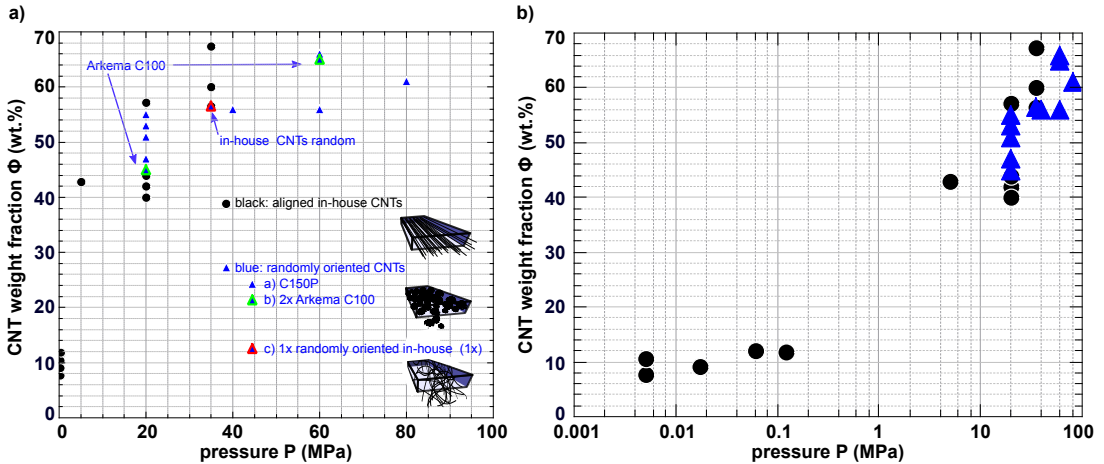 a)
CNT weight fraction Φ (wt.%)
70
60
50
40
30
20
10
0
Arkema C100
in-house CNTs random
black: aligned in-house CNTs
blue: randomly oriented CNTs
a) C150P
b) 2x Arkema C100
c) 1x randomly oriented in-house (1x)
0 20 40 60 80 100
pressure P (MPa)
b)
CNT weight fraction Φ (wt.%)
70
60
50
40
30
20
10
0
0.001 0.01 0.1 1 10 100
pressure P (MPa)